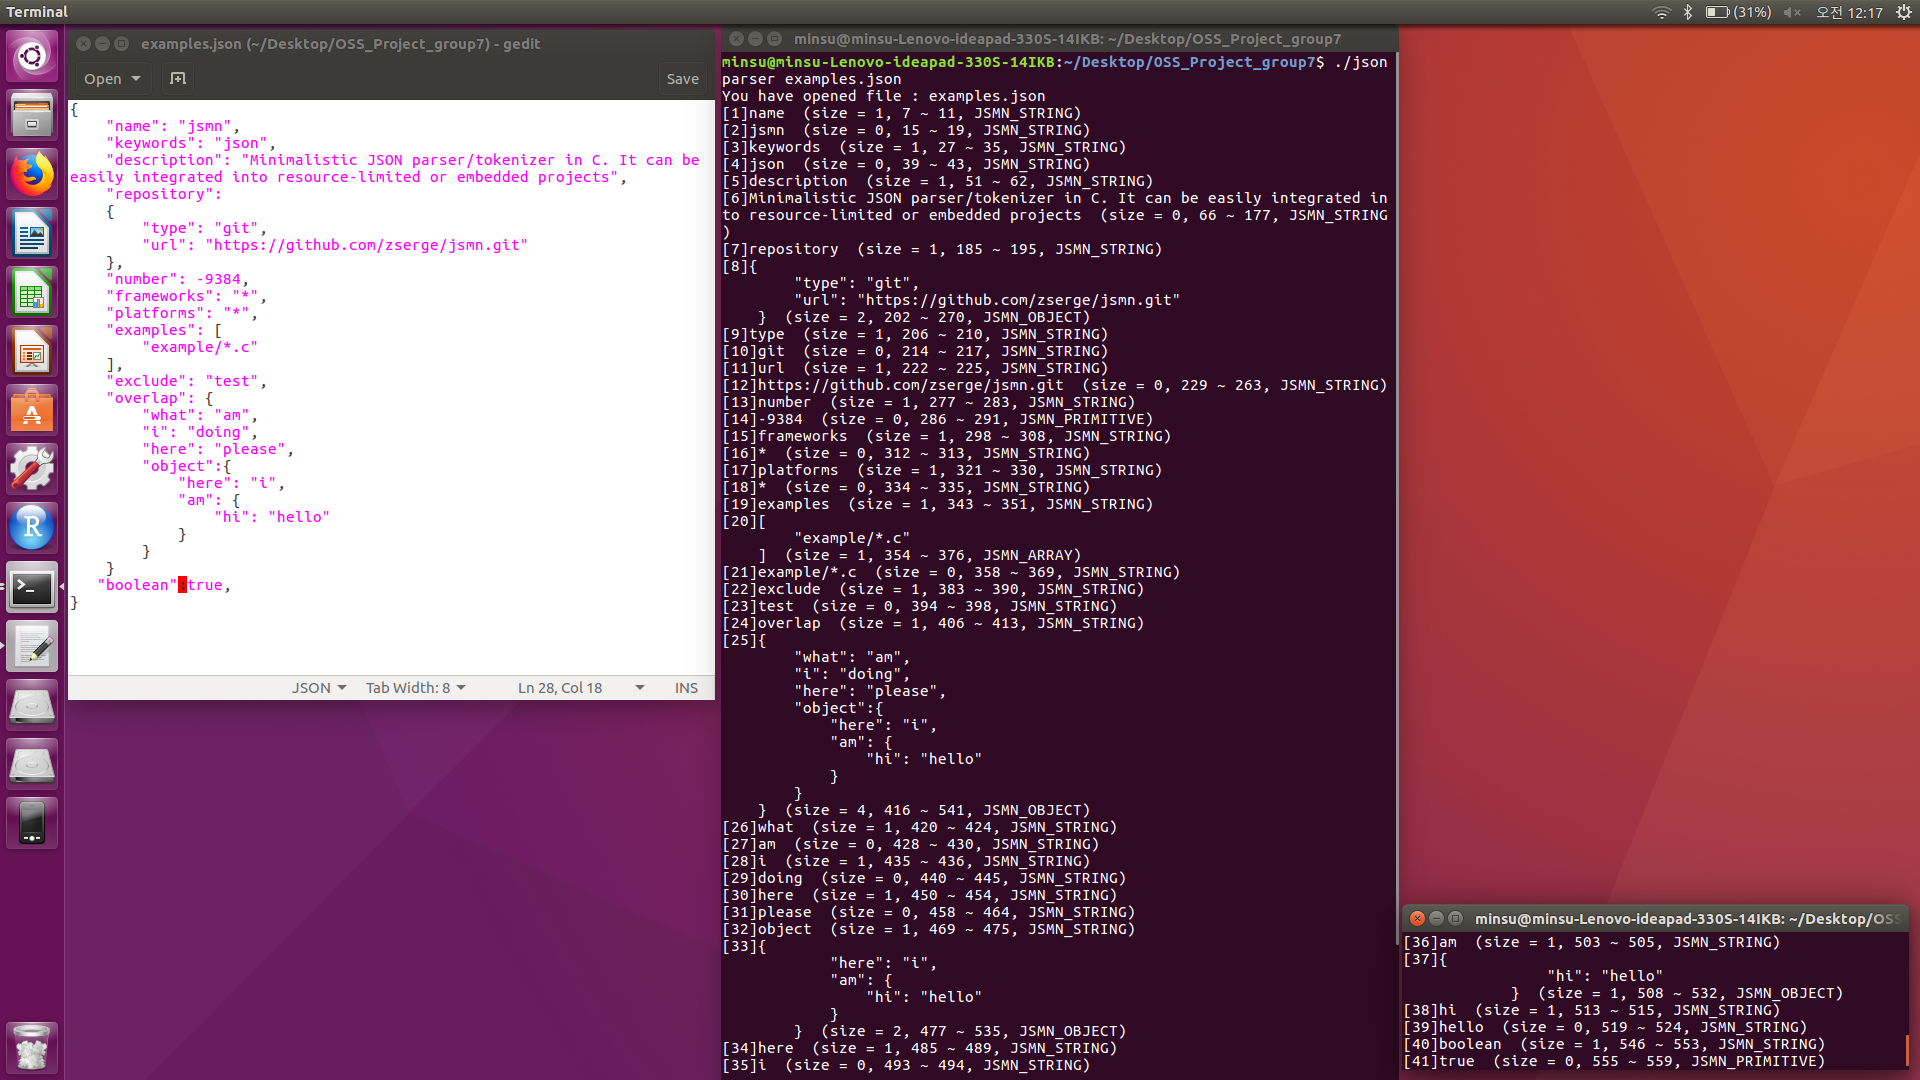 Terminal
(31%)
오전 12:17
examples.json (~/Desktop/OSS_Project_group7) - gedit
Open
Save
{
    "name": "jsmn",
    "keywords": "json",
    "description": "Minimalistic JSON parser/tokenizer in C. It can be
easily integrated into resource-limited or embedded projects",
    "repository":
    {
        "type": "git",
        "url": "https://github.com/zserge/jsmn.git"
    },
    "number": -9384,
    "frameworks": "*",
    "platforms": "*",
    "examples": [
        "example/*.c"
    ],
    "exclude": "test",
    "overlap": {
        "what": "am",
        "i": "doing",
        "here": "please",
        "object":{
            "here": "i",
            "am": {
                "hi": "hello"
            }
        }
    }
   "boolean":true,
}
JSON
Tab Width: 8
Ln 28, Col 18
INS
minsu@minsu-Lenovo-ideapad-330S-14IKB: ~/Desktop/OSS_Project_group7
minsu@minsu-Lenovo-ideapad-330S-14IKB:~/Desktop/OSS_Project_group7$ ./json
parser examples.json
You have opened file : examples.json
[1]name  (size = 1, 7 ~ 11, JSMN_STRING)
[2]jsmn  (size = 0, 15 ~ 19, JSMN_STRING)
[3]keywords  (size = 1, 27 ~ 35, JSMN_STRING)
[4]json  (size = 0, 39 ~ 43, JSMN_STRING)
[5]description  (size = 1, 51 ~ 62, JSMN_STRING)
[6]Minimalistic JSON parser/tokenizer in C. It can be easily integrated in
to resource-limited or embedded projects  (size = 0, 66 ~ 177, JSMN_STRING
)
[7]repository  (size = 1, 185 ~ 195, JSMN_STRING)
[8]{
        "type": "git",
        "url": "https://github.com/zserge/jsmn.git"
    }  (size = 2, 202 ~ 270, JSMN_OBJECT)
[9]type  (size = 1, 206 ~ 210, JSMN_STRING)
[10]git  (size = 0, 214 ~ 217, JSMN_STRING)
[11]url  (size = 1, 222 ~ 225, JSMN_STRING)
[12]https://github.com/zserge/jsmn.git  (size = 0, 229 ~ 263, JSMN_STRING)
[13]number  (size = 1, 277 ~ 283, JSMN_STRING)
[14]-9384  (size = 0, 286 ~ 291, JSMN_PRIMITIVE)
[15]frameworks  (size = 1, 298 ~ 308, JSMN_STRING)
[16]*  (size = 0, 312 ~ 313, JSMN_STRING)
[17]platforms  (size = 1, 321 ~ 330, JSMN_STRING)
[18]*  (size = 0, 334 ~ 335, JSMN_STRING)
[19]examples  (size = 1, 343 ~ 351, JSMN_STRING)
[20][
        "example/*.c"
    ]  (size = 1, 354 ~ 376, JSMN_ARRAY)
[21]example/*.c  (size = 0, 358 ~ 369, JSMN_STRING)
[22]exclude  (size = 1, 383 ~ 390, JSMN_STRING)
[23]test  (size = 0, 394 ~ 398, JSMN_STRING)
[24]overlap  (size = 1, 406 ~ 413, JSMN_STRING)
[25]{
        "what": "am",
        "i": "doing",
        "here": "please",
        "object":{
            "here": "i",
            "am": {
                "hi": "hello"
            }
        }
    }  (size = 4, 416 ~ 541, JSMN_OBJECT)
[26]what  (size = 1, 420 ~ 424, JSMN_STRING)
[27]am  (size = 0, 428 ~ 430, JSMN_STRING)
[28]i  (size = 1, 435 ~ 436, JSMN_STRING)
[29]doing  (size = 0, 440 ~ 445, JSMN_STRING)
[30]here  (size = 1, 450 ~ 454, JSMN_STRING)
[31]please  (size = 0, 458 ~ 464, JSMN_STRING)
[32]object  (size = 1, 469 ~ 475, JSMN_STRING)
[33]{
            "here": "i",
            "am": {
                "hi": "hello"
            }
        }  (size = 2, 477 ~ 535, JSMN_OBJECT)
[34]here  (size = 1, 485 ~ 489, JSMN_STRING)
[35]i  (size = 0, 493 ~ 494, JSMN_STRING)
minsu@minsu-Lenovo-ideapad-330S-14IKB: ~/Desktop/OSS
[36]am  (size = 1, 503 ~ 505, JSMN_STRING)
[37]{
                "hi": "hello"
            }  (size = 1, 508 ~ 532, JSMN_OBJECT)
[38]hi  (size = 1, 513 ~ 515, JSMN_STRING)
[39]hello  (size = 0, 519 ~ 524, JSMN_STRING)
[40]boolean  (size = 1, 546 ~ 553, JSMN_STRING)
[41]true  (size = 0, 555 ~ 559, JSMN_PRIMITIVE)